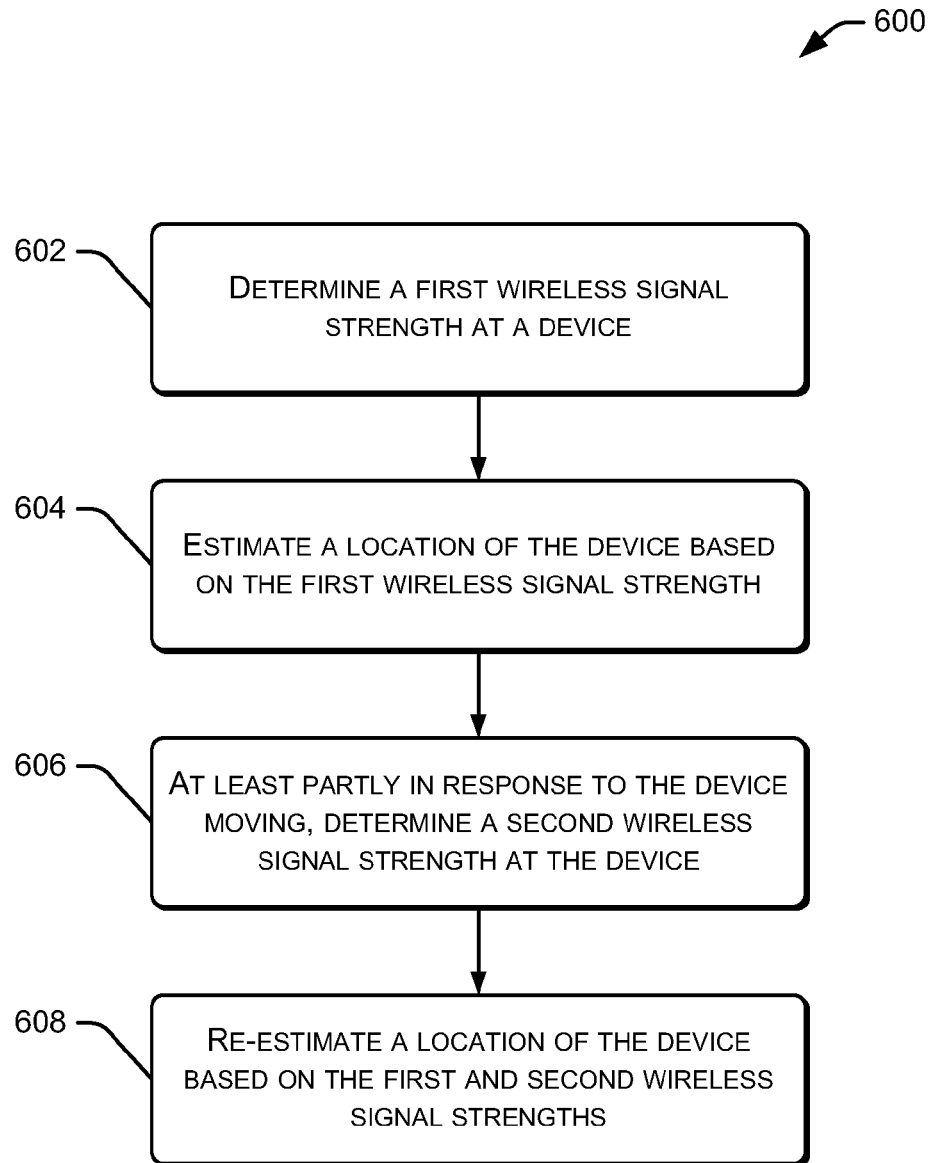 600
602
DETERMINE A FIRST WIRELESS SIGNAL
STRENGTH AT A DEVICE
604
ESTIMATE A LOCATION OF THE DEVICE BASED
ON THE FIRST WIRELESS SIGNAL STRENGTH
606
AT LEAST PARTLY IN RESPONSE TO THE DEVICE
MOVING, DETERMINE A SECOND WIRELESS
SIGNAL STRENGTH AT THE DEVICE
608
RE-ESTIMATE A LOCATION OF THE DEVICE
BASED ON THE FIRST AND SECOND WIRELESS
SIGNAL STRENGTHS